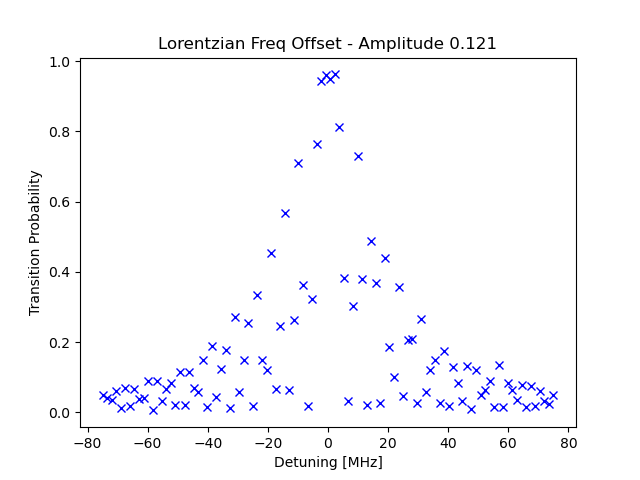 Lorentzian Freq Offset - Amplitude 0.121
1.0
0.8
0.6
0.4
0.2
0.0
Transition Probability
−80 −60 −40 −20 0 20 40 60 80
Detuning [MHz]